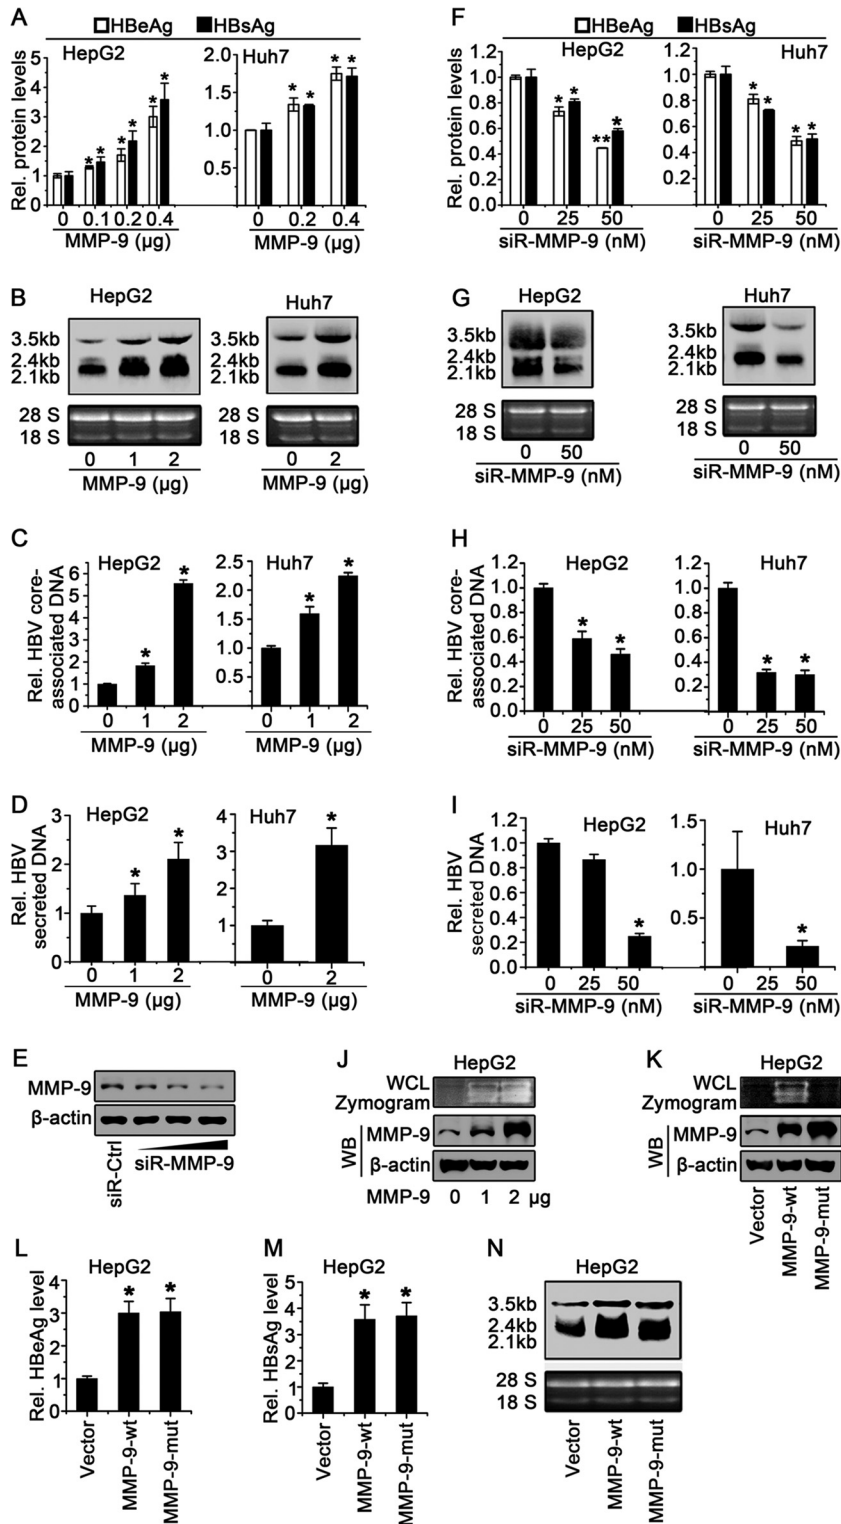 A
HBeAg HBsAg
HepG2
Huh7
Rel. protein levels
5
4
3
2
1
0
2.0
1.5
1.0
0.5
* * * * * *
* * * *
0 0.1 0.2 0.4
MMP-9 (µg)
0 0.2 0.4
MMP-9 (µg)
F
HBeAg HBsAg
HepG2
Huh7
Rel. protein levels
1.2
1.0
0.8
0.6
0.4
0.2
0.0
1.2
1.0
0.8
0.6
0.4
0.2
0.0
* * ** *
* * * *
0 25 50
siR-MMP-9 (nM)
0 25 50
siR-MMP-9 (nM)
B
HepG2
Huh7
3.5kb
2.4kb
2.1kb
3.5kb
2.4kb
2.1kb
28 S
18 S
28 S
18 S
0 1 2
MMP-9 (µg)
0 2
MMP-9 (µg)
G
HepG2
Huh7
3.5kb
2.4kb
2.1kb
3.5kb
2.4kb
2.1kb
28 S
18 S
28 S
18 S
0 50
siR-MMP-9 (nM)
0 50
siR-MMP-9 (nM)
C
HepG2
Huh7
Rel. HBV core-
associated DNA
6
5
4
3
2
1
0
2.5
2.0
1.5
1.0
0.5
* *
* *
0 1 2
MMP-9 (µg)
0 1 2
MMP-9 (µg)
H
HepG2
Huh7
Rel. HBV core-
associated DNA
1.2
1.0
0.8
0.6
0.4
0.2
0.0
1.2
1.0
0.8
0.6
0.4
0.2
* *
* *
0 25 50
siR-MMP-9 (nM)
0 25 50
siR-MMP-9 (nM)
D
HepG2
Huh7
Rel. HBV
secreted DNA
3
2
1
0
4
3
2
1
0
* *
*
0 1 2
MMP-9 (µg)
0 2
MMP-9 (µg)
I
HepG2
Huh7
Rel. HBV
secreted DNA
1.0
0.8
0.6
0.4
0.2
0.0
1.5
1.0
0.5
*
*
0 25 50
siR-MMP-9 (nM)
0 25 50
siR-MMP-9 (nM)
E
MMP-9
β-actin
siR-Ctrl
siR-MMP-9
J
HepG2
WCL
Zymogram
WB
MMP-9
β-actin
MMP-9 0 1 2 µg
K
HepG2
WCL
Zymogram
WB
MMP-9
β-actin
Vector
MMP-9-wt
MMP-9-mut
L
HepG2
Rel. HBeAg level
4
3
2
1
0
* *
Vector
MMP-9-wt
MMP-9-mut
M
HepG2
Rel. HBsAg level
5
4
3
2
1
0
* *
Vector
MMP-9-wt
MMP-9-mut
N
HepG2
3.5kb
2.4kb
2.1kb
28 S
18 S
Vector
MMP-9-wt
MMP-9-mut